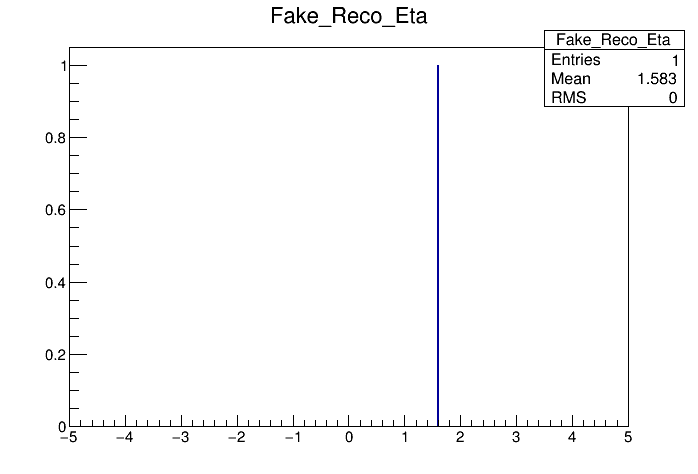 Fake_Reco_Eta
Fake_Reco_Eta
Entries 1
Mean 1.583
RMS 0
1
0.8
0.6
0.4
0.2
0
−5 −4 −3 −2 −1 0 1 2 3 4 5